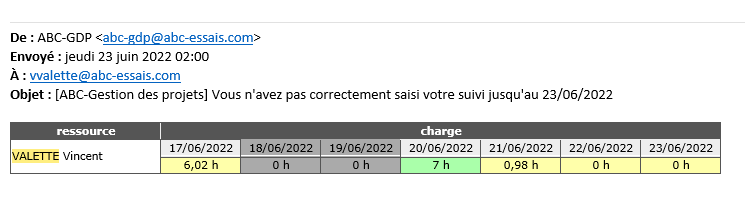 De : ABC-GDP <abc-gdp@abc-essais.com>
Envoyé : jeudi 23 juin 2022 02:00
À : vvalette@abc-essais.com
Objet : [ABC-Gestion des projets] Vous n'avez pas correctement saisi votre suivi jusqu'au 23/06/2022
ressource charge
17/06/2022 18/06/2022 19/06/2022 20/06/2022 21/06/2022 22/06/2022 23/06/2022
VALETTE Vincent
6,02 h 0 h 0 h 7 h 0,98 h 0 h 0 h